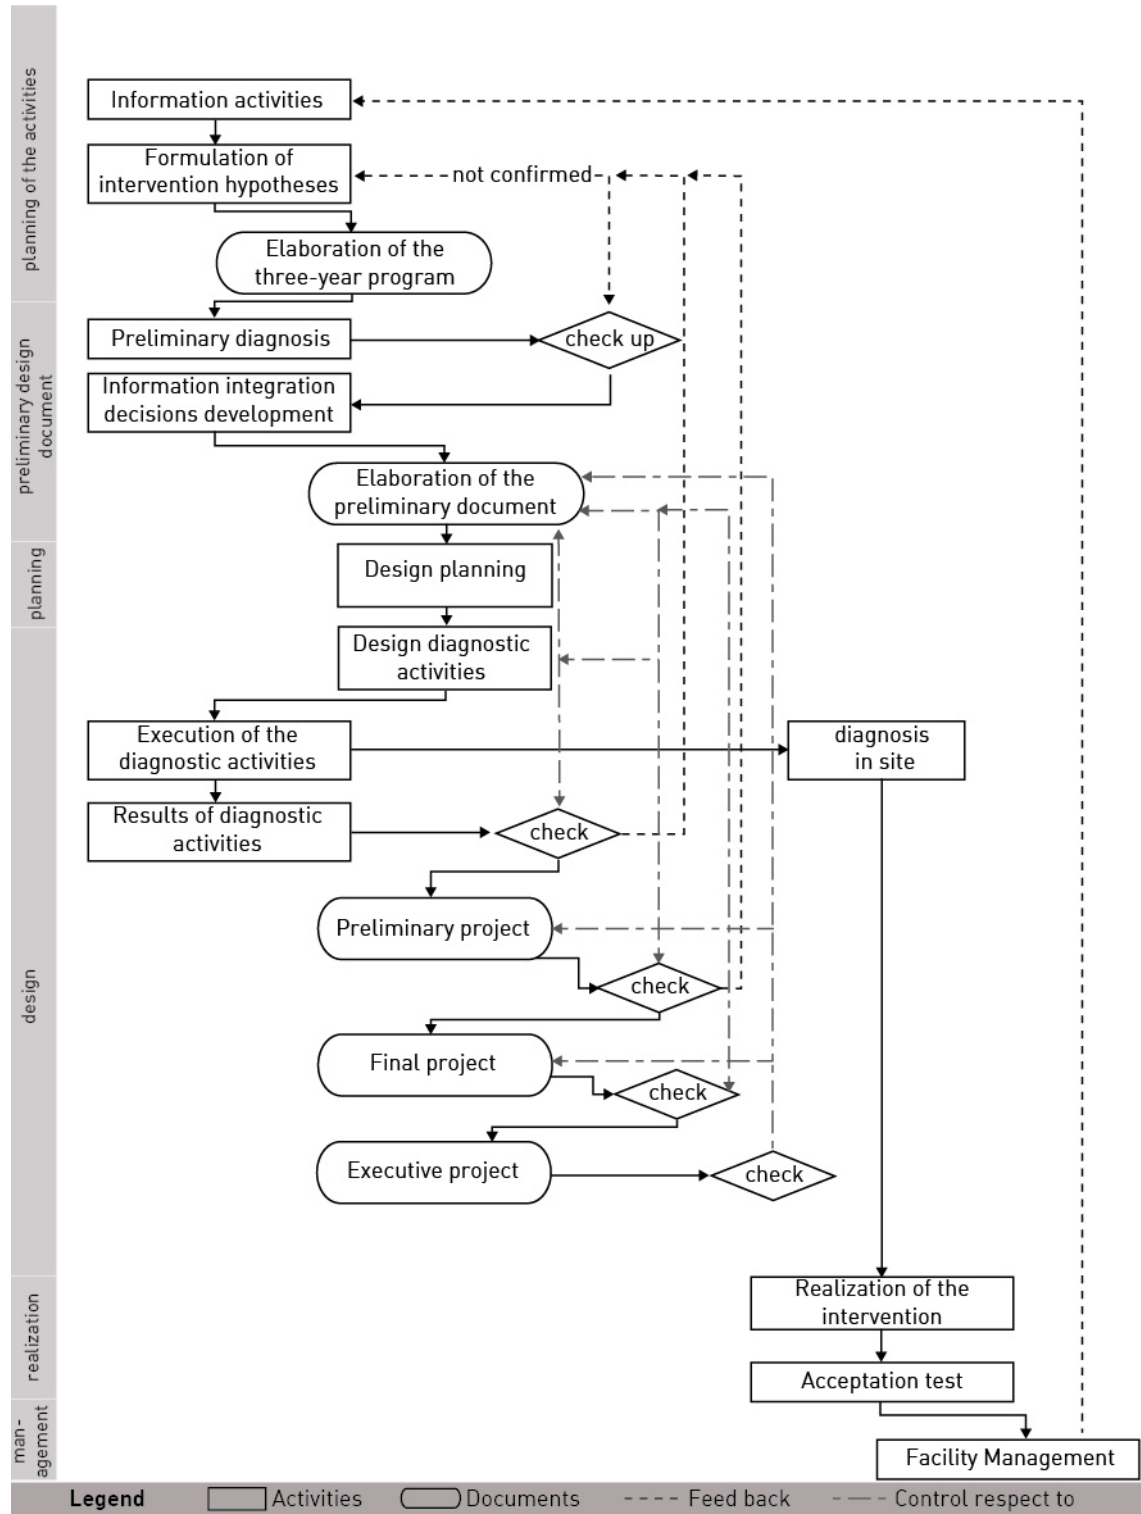 planning of the activities
Information activities
Formulation of
intervention hypotheses
not confirmed
Elaboration of the
three-year program
preliminary design
document
Preliminary diagnosis
check up
Information integration
decisions development
Elaboration of the
preliminary document
planning
Design planning
design
Design diagnostic
activities
Execution of the
diagnostic activities
diagnosis
in site
Results of diagnostic
activities
check
Preliminary project
check
Final project
check
Executive project
check
realization
Realization of the
intervention
Acceptation test
man-
agement
Facility Management
Legend
Activities
Documents
Feed back
Control respect to